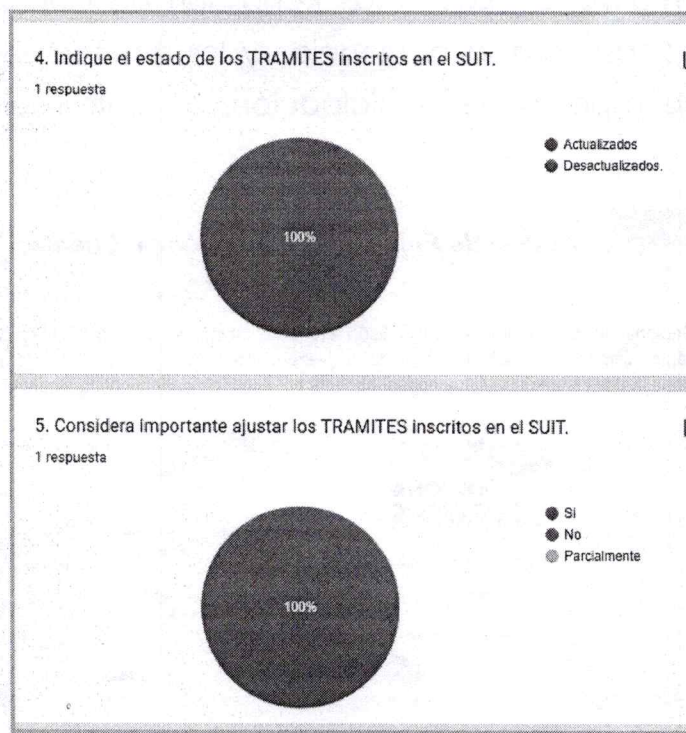 4. Indique el estado de los TRAMITES inscritos en el SUIT.
1 respuesta
Actualizados
Desactualizados.
100%
5. Considera importante ajustar los TRAMITES inscritos en el SUIT.
1 respuesta
Si
No
Parcialmente
100%